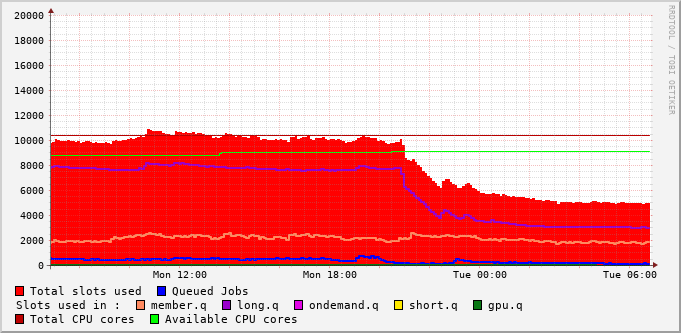 20000
18000
16000
14000
12000
10000
8000
6000
4000
2000
0
Mon 12:00 Mon 18:00 Tue 00:00 Tue 06:00
RRDTOOL / TOBI OETIKER
Total slots used Queued Jobs
Slots used in : member.q long.q ondemand.q short.q gpu.q
Total CPU cores Available CPU cores